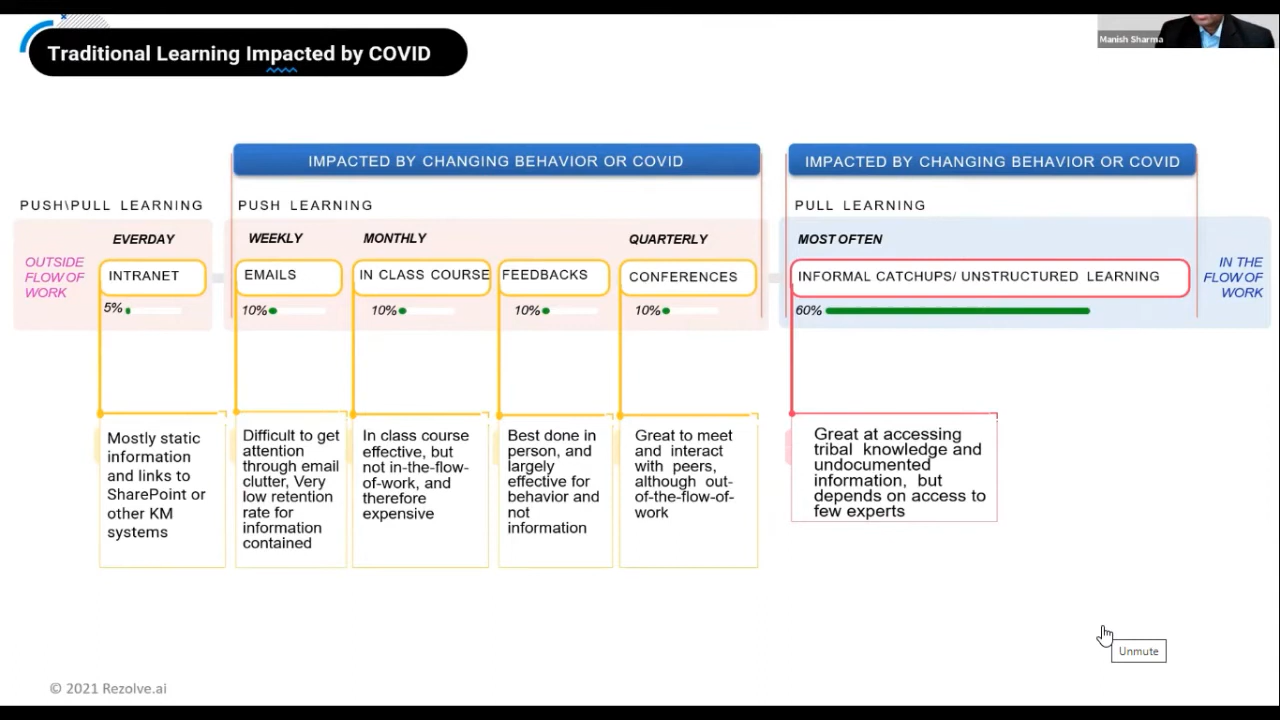 Traditional Learning Impacted by COVID
Manish Sharma
IMPACTED BY CHANGING BEHAVIOR OR COVID
IMPACTED BY CHANGING BEHAVIOR OR COVID
PUSH\PULL LEARNING
PUSH LEARNING
PULL LEARNING
EVERDAY
WEEKLY
MONTHLY
QUARTERLY
MOST OFTEN
OUTSIDE
FLOW OF
WORK
INTRANET
EMAILS
IN CLASS COURSE
FEEDBACKS
CONFERENCES
INFORMAL CATCHUPS/ UNSTRUCTURED LEARNING
IN THE
FLOW OF
WORK
5%
10%
10%
10%
10%
60%
Mostly static
information
and links to
SharePoint or
other KM
systems
Difficult to get
attention
through email
clutter, Very
low retention
rate for
information
contained
In class course
effective, but
not in-the-flow-
of-work, and
therefore
expensive
Best done in
person, and
largely
effective for
behavior and
not
information
Great to meet
and interact
with peers,
although out-
of-the-flow-of-
work
Great at accessing
tribal knowledge and
undocumented
information, but
depends on access to
few experts
Unmute
© 2021 Rezolve.ai